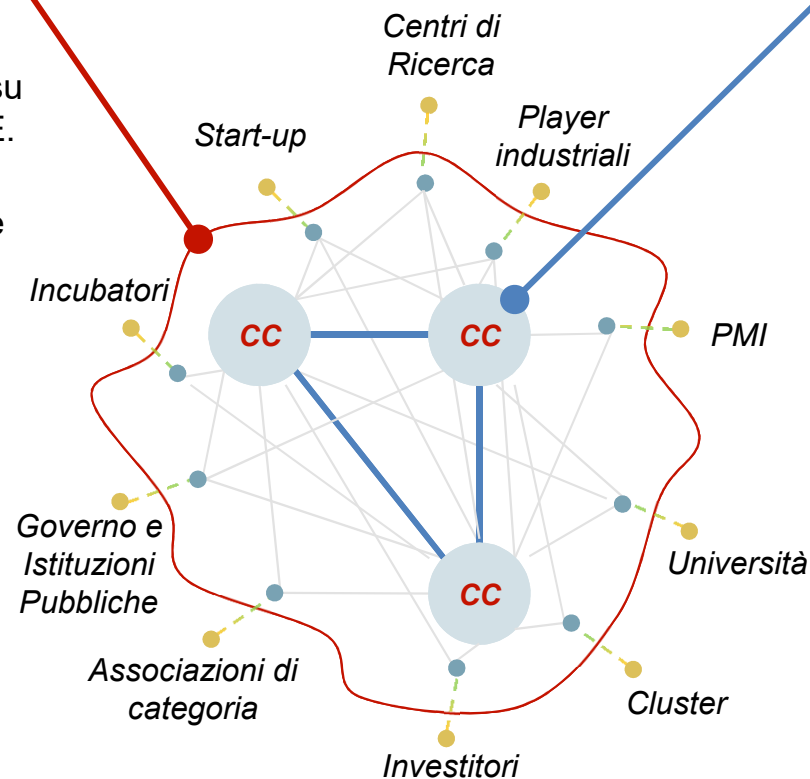 Centri di
Ricerca
su
E.
Start-up
Player
industriali
e
Incubatori
CC
CC
PMI
Governo e
Istituzioni
Pubbliche
Università
CC
Associazioni di
categoria
Cluster
Investitori